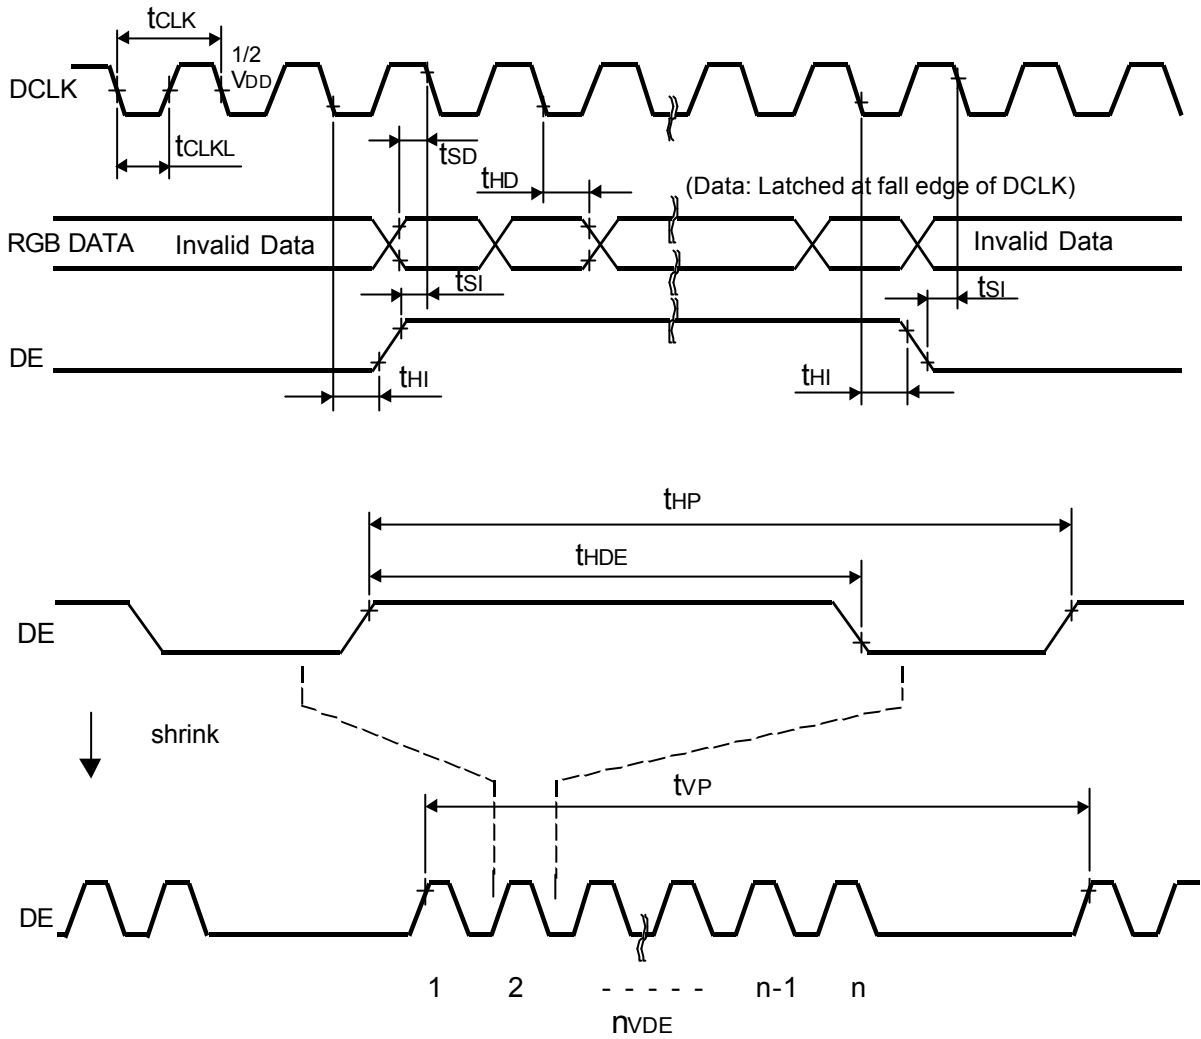 tCLK
1/2
VDD
DCLK
tCLKL
tSD
tHD
(Data: Latched at fall edge of DCLK)
RGB DATA
Invalid Data
Invalid Data
tSI
tSI
DE
tHI
tHI
tHP
tHDE
DE
shrink
tVP
DE
1 2 - - - - - n-1 n
nVDE